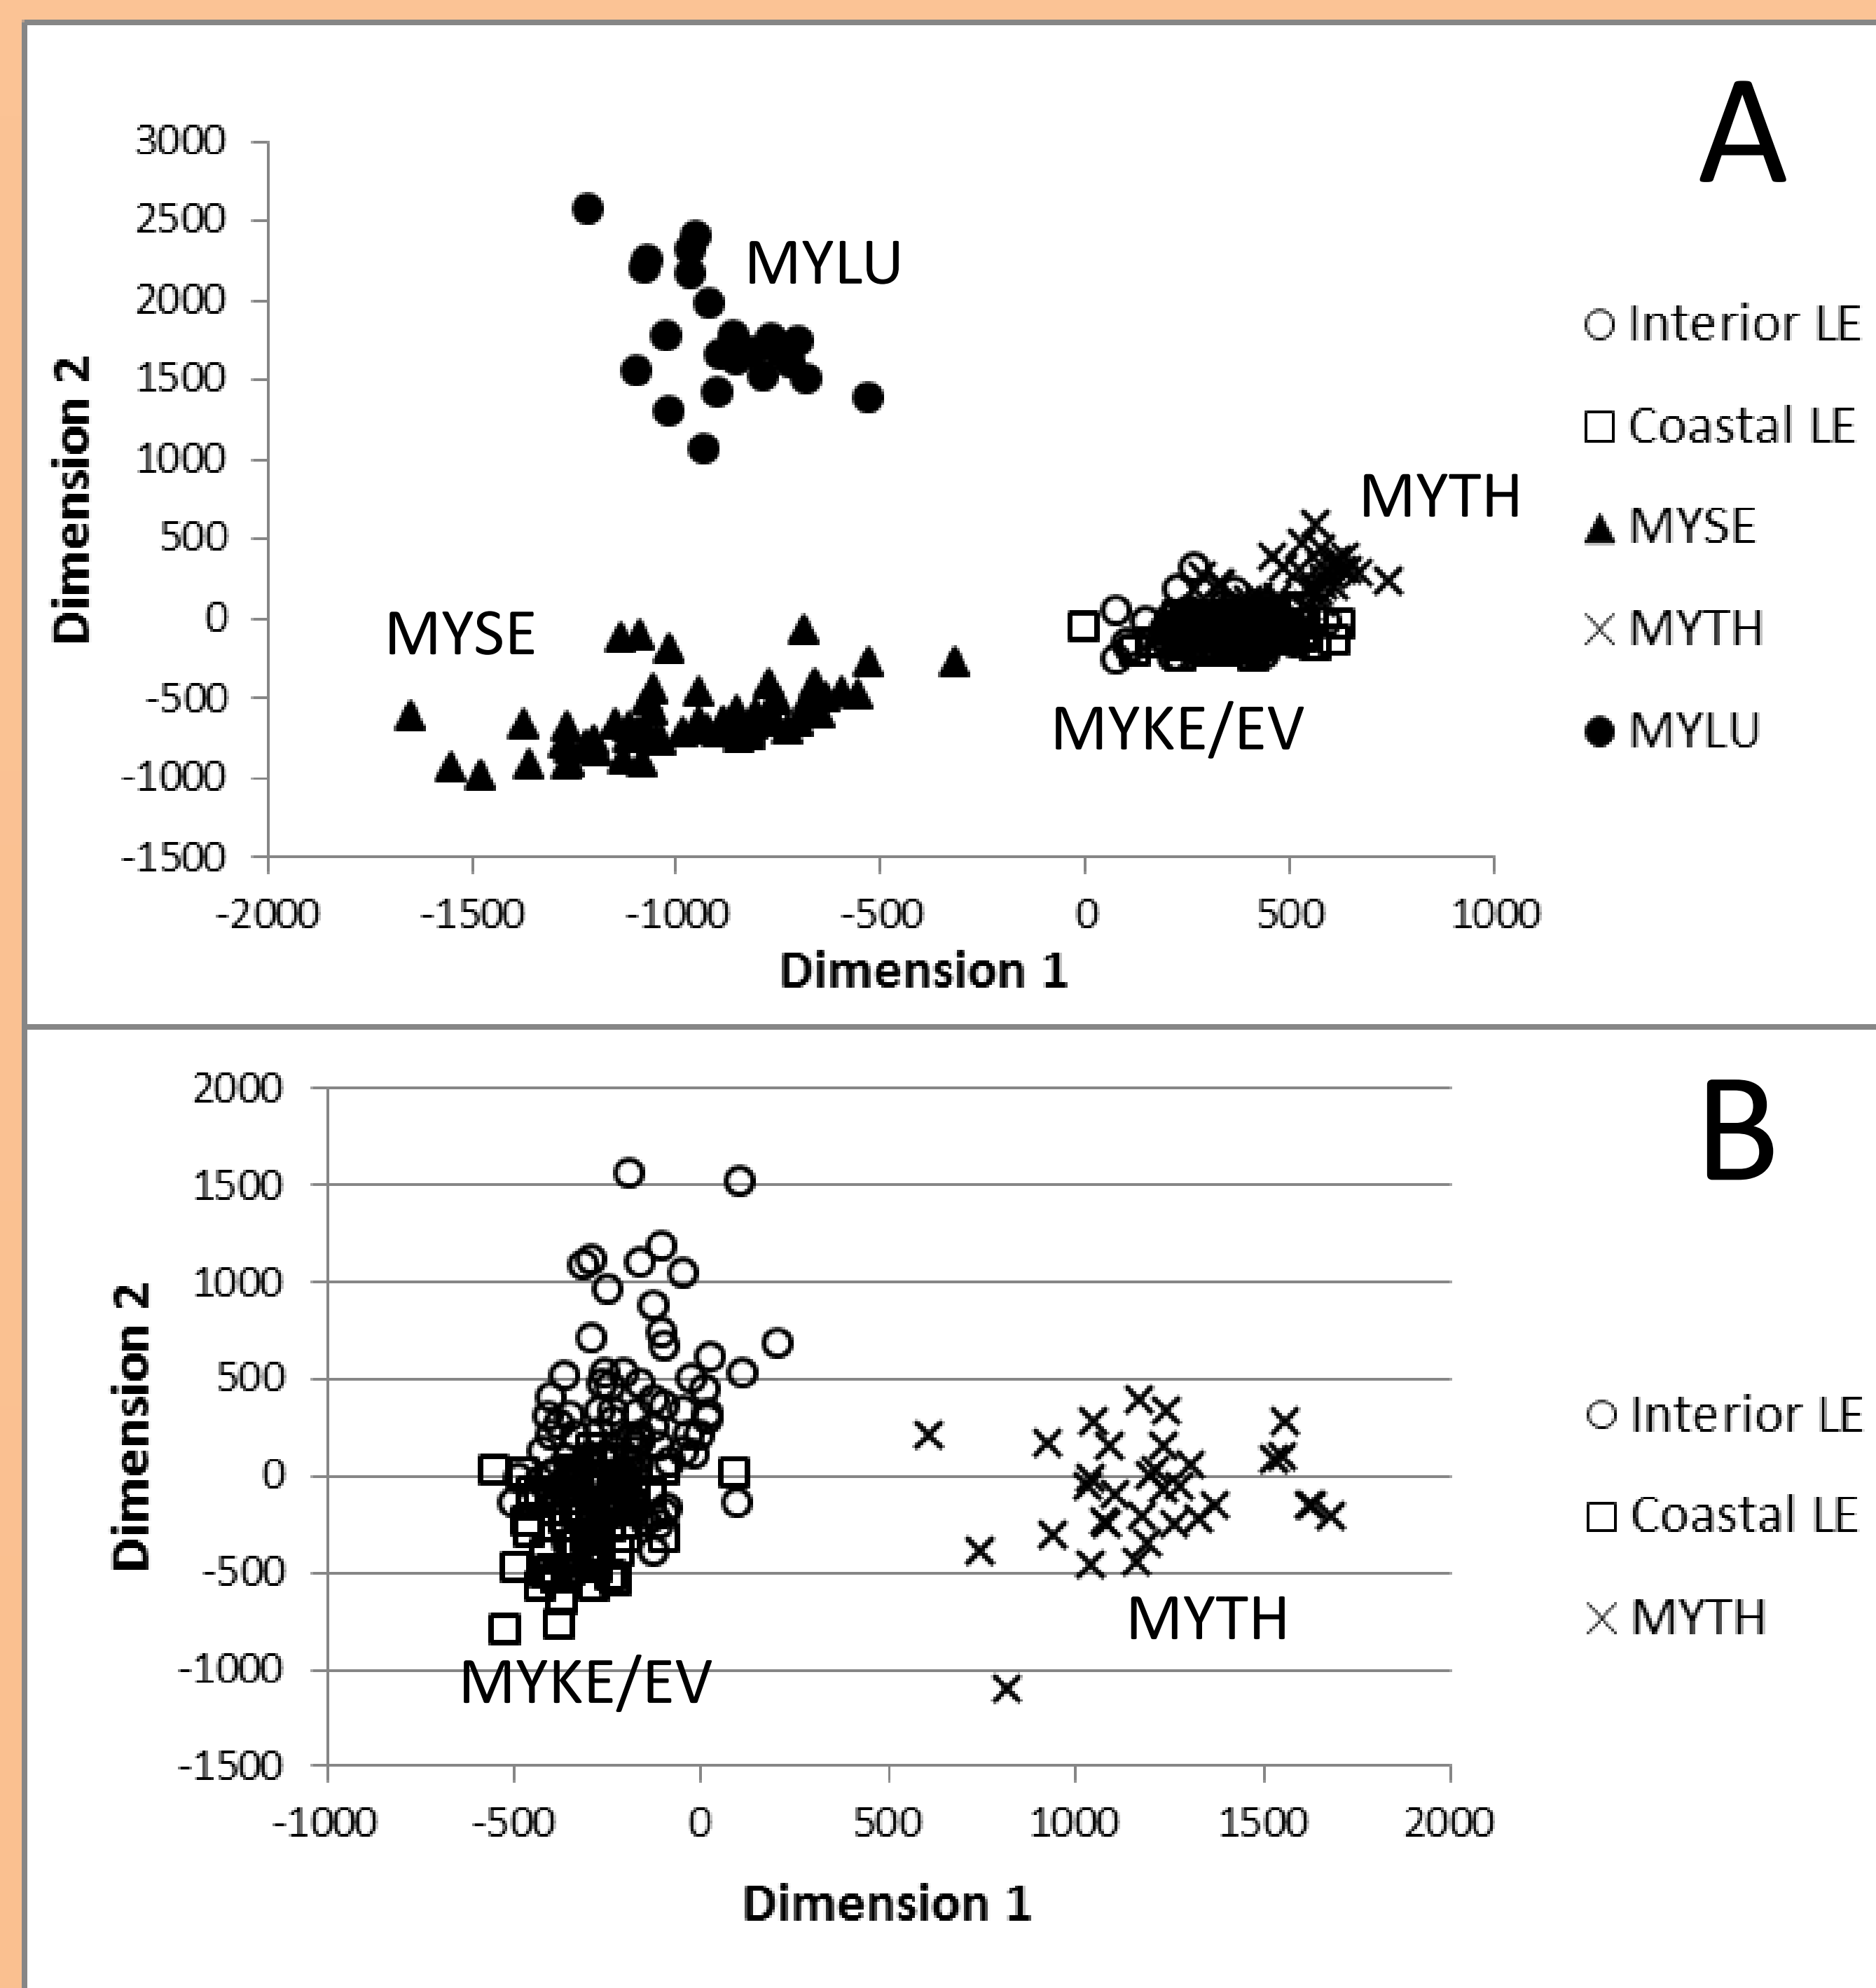 A
3000
2500
2000
1500
1000
500
0
-500
-1000
-1500
Dimension 2
MYLU
MYTH
MYSE
MYKE/EV
Interior LE
Coastal LE
MYSE
MYTH
MYLU
-2000 -1500 -1000 -500 0 500 1000
Dimension 1
B
2000
1500
1000
500
0
-500
-1000
-1500
Dimension 2
MYTH
MYKE/EV
Interior LE
Coastal LE
MYTH
-1000 -500 0 500 1000 1500 2000
Dimension 1